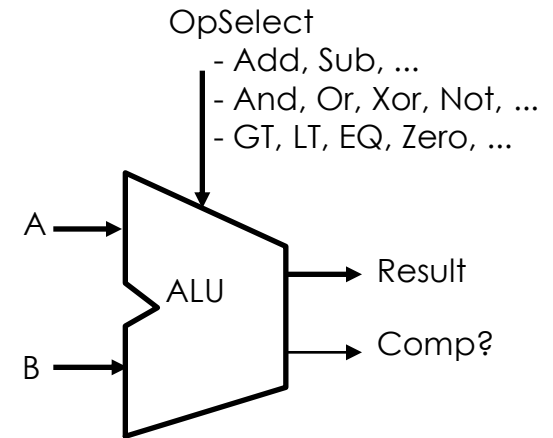 OpSelect
- Add, Sub, ...
- And, Or, Xor, Not, ...
- GT, LT, EQ, Zero, ...
A
ALU
Result
Comp?
B